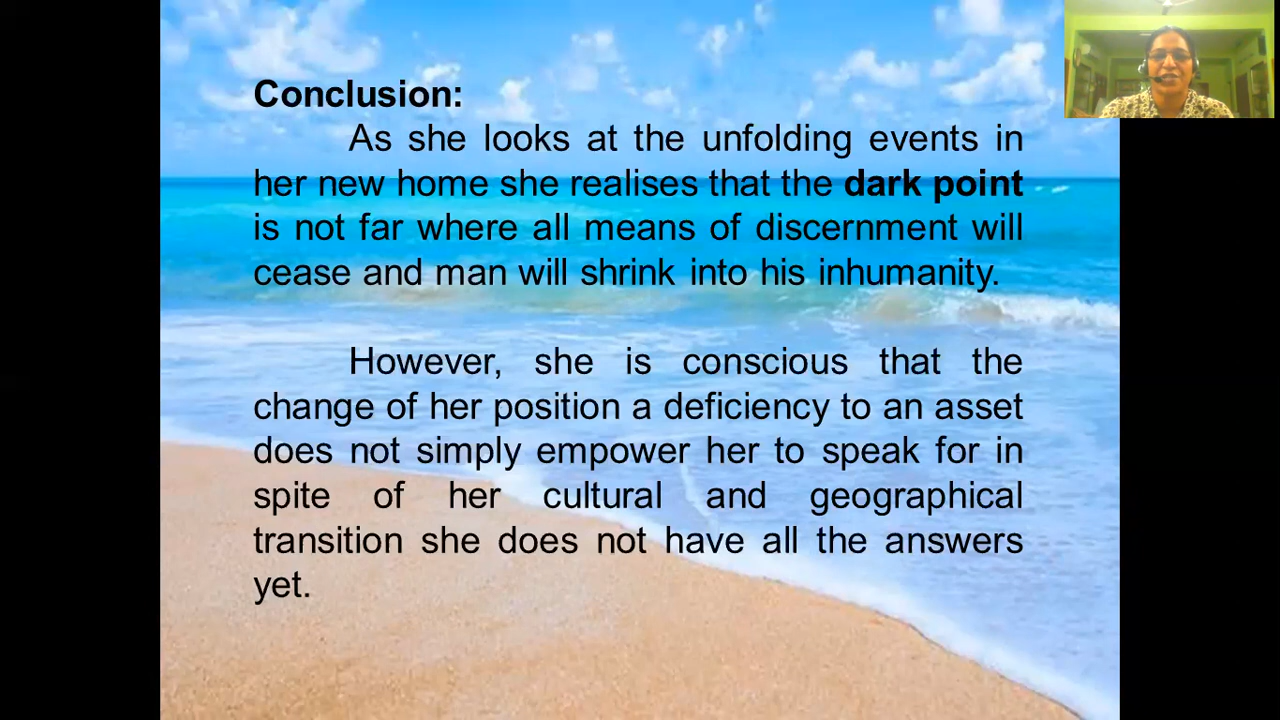 Conclusion:
As she looks at the unfolding events in
her new home she realises that the dark point
is not far where all means of discernment will
cease and man will shrink into his inhumanity.
However, she is conscious that the
change of her position a deficiency to an asset
does not simply empower her to speak for in
spite of her cultural and geographical
transition she does not have all the answers
yet.